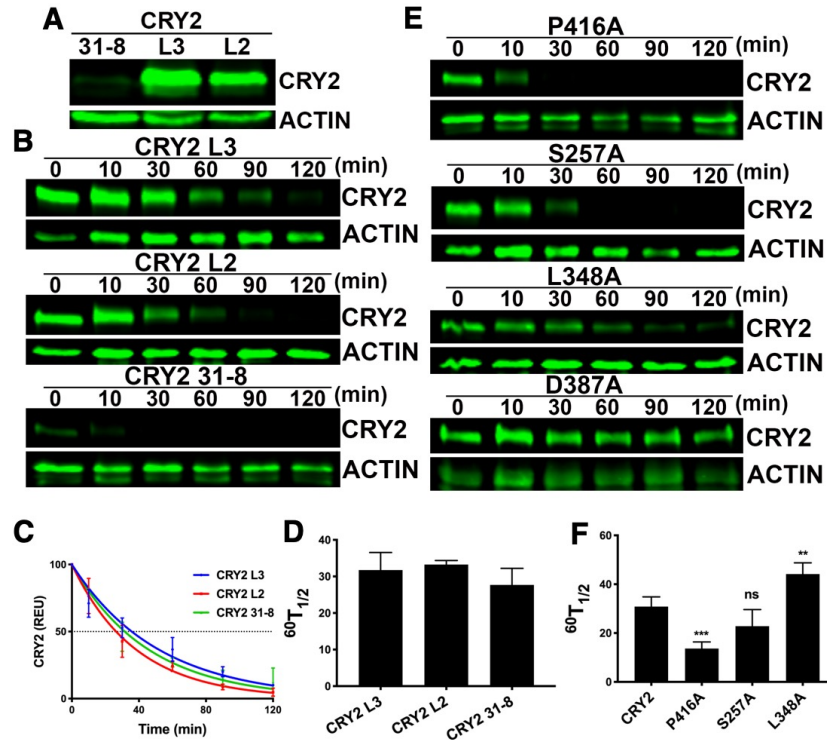 A
CRY2
31-8 L3 L2
CRY2
ACTIN
B
CRY2 L3
0 10 30 60 90 120 (min)
CRY2
ACTIN
CRY2 L2
0 10 30 60 90 120 (min)
CRY2
ACTIN
CRY2 31-8
0 10 30 60 90 120 (min)
CRY2
ACTIN
E
P416A
0 10 30 60 90 120 (min)
CRY2
ACTIN
S257A
0 10 30 60 90 120 (min)
CRY2
ACTIN
L348A
0 10 30 60 90 120 (min)
CRY2
ACTIN
D387A
0 10 30 60 90 120 (min)
CRY2
ACTIN
C
CRY2 (REU)
100
50
0
0 40 80 120
Time (min)
CRY2 L3
CRY2 L2
CRY2 31-8
D
60T1/2
40
30
20
10
0
CRY2 L3 CRY2 L2 CRY2 31-8
F
60T1/2
60
40
20
0
*** ns **
CRY2 P416A S257A L348A